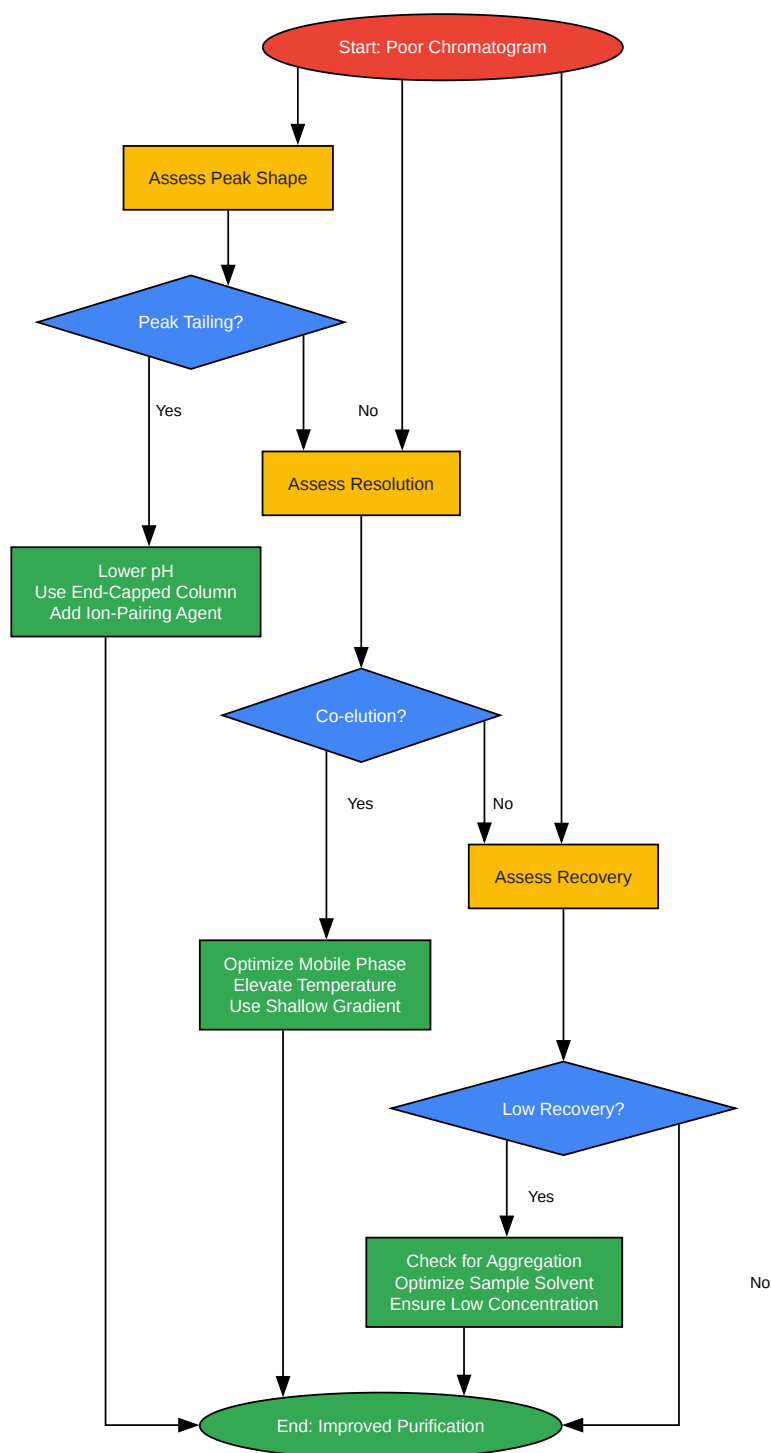 Start: Poor Chromatogram
Assess Peak Shape
Peak Tailing?
Yes
No
Assess Resolution
Lower pH
Use End-Capped Column
Add Ion-Pairing Agent
Co-elution?
Yes
No
Assess Recovery
Optimize Mobile Phase
Elevate Temperature
Use Shallow Gradient
Low Recovery?
Yes
Check for Aggregation
Optimize Sample Solvent
Ensure Low Concentration
No
End: Improved Purification